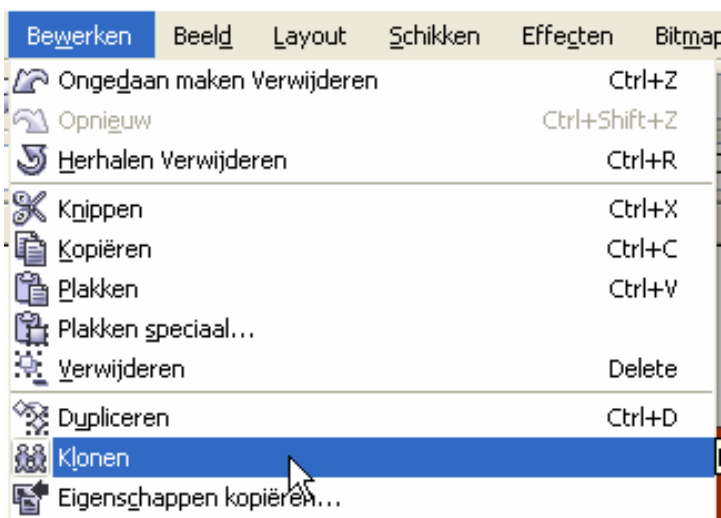 Bewerken Beeld Layout Schikken Effecten Bitmap
Ongedaan maken Verwijderen Ctrl+Z
Opnieuw Ctrl+Shift+Z
Herhalen Verwijderen Ctrl+R
Knippen Ctrl+X
Kopiëren Ctrl+C
Plakken Ctrl+V
Plakken speciaal...
Verwijderen Delete
Dupliceren Ctrl+D
Klonen
Eigenschappen kopiëren...